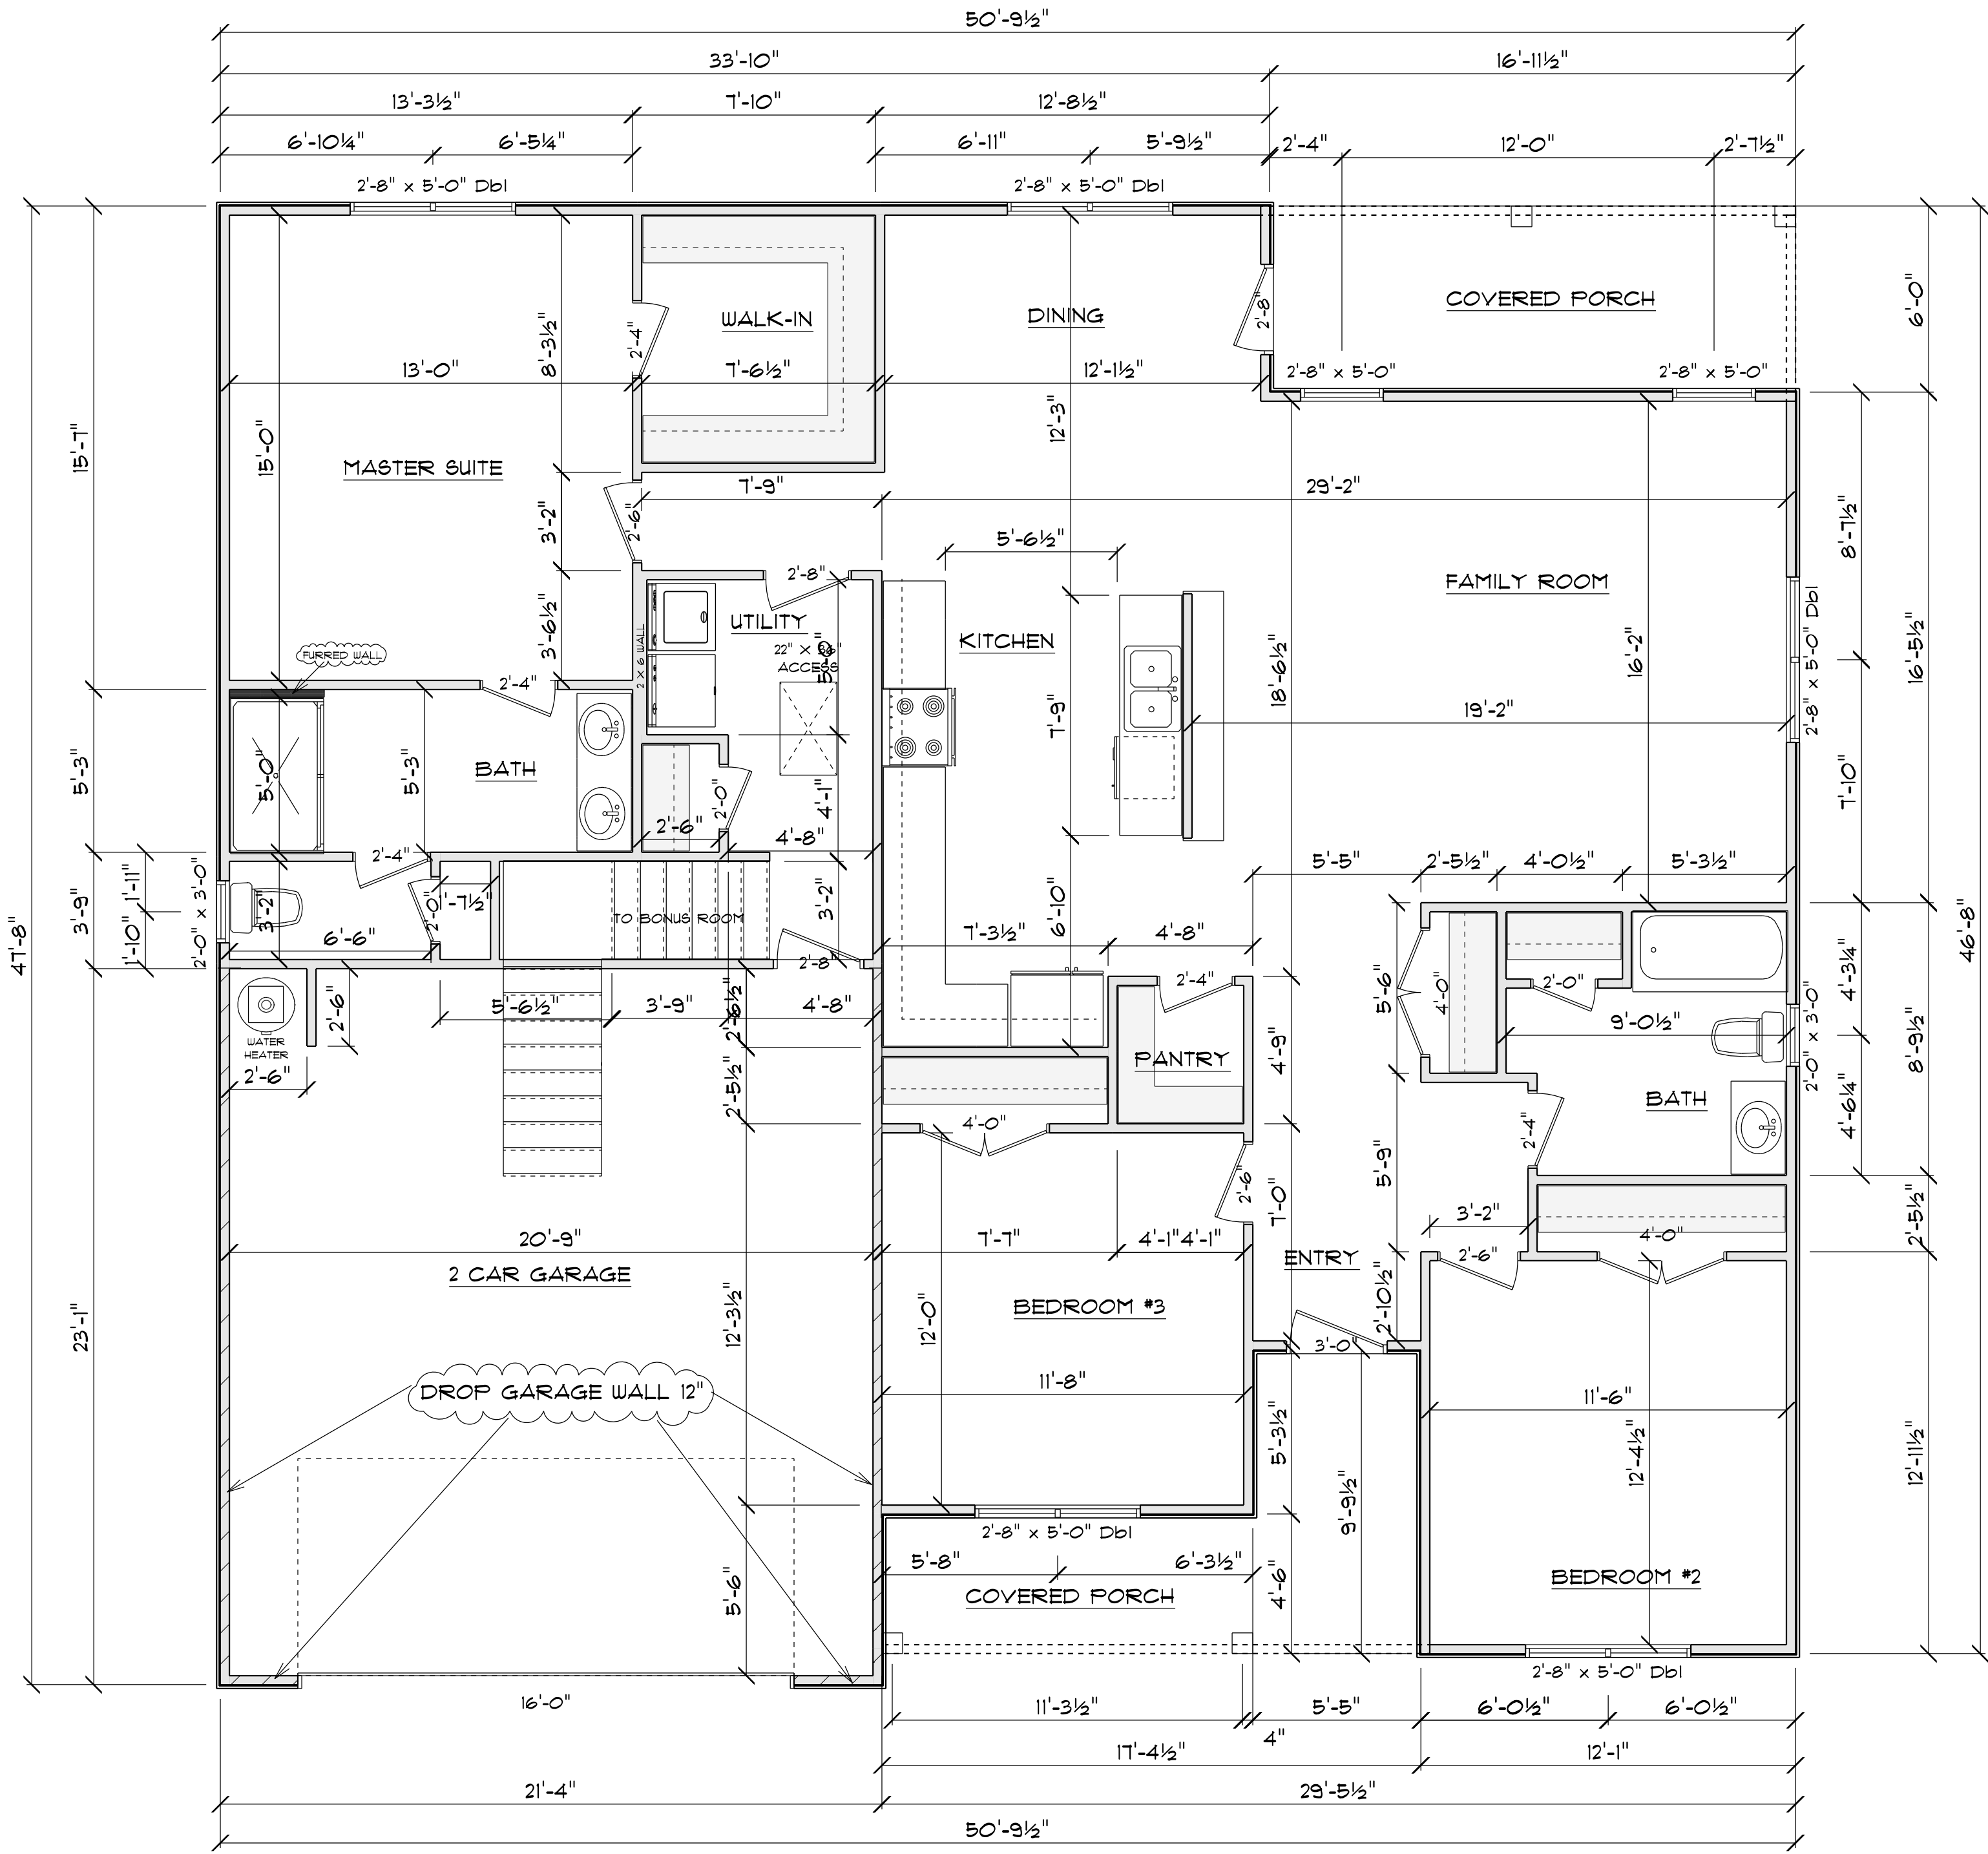 50'-9½"
33'-10" 16'-11½"
13'-3½" 7'-10" 12'-8½"
6'-10¼" 6'-5¼" 6'-11" 5'-9½" 2'-4" 12'-0" 2'-7½"
2'-8" x 5'-0" Dbl 2'-8" x 5'-0" Dbl
WALK-IN DINING COVERED PORCH
2'-4" 8'-3½" 2'-8" 6'-0"
13'-0" 7'-6½" 12'-1½" 2'-8" x 5'-0" 2'-8" x 5'-0"
15'-7" 15'-0" 12'-3"
MASTER SUITE
7'-9" 29'-2"
3'-2" 2'-6" 5'-6½" 8'-7½"
2'-8" FAMILY ROOM
UTILITY KITCHEN
3'-6½" 2 X 6 WALL 22" X 36" 5'-0" 18'-6½" 16'-2" 2'-8" x 5'-0" Dbl 16'-5½"
FURRED WALL ACCESS
2'-4" 7'-9" 19'-2"
5'-3" 5'-0" 5'-3" BATH 2'-0" 4'-1" 7'-10"
2'-6" 4'-8"
2'-4" 5'-5" 2'-5½" 4'-0½" 5'-3½"
47'-8" 3'-9" 1'-11" 1'-10" 2'-0" x 3'-0" 3'-2" 2'-0" 1'-7½" 3'-2" 6'-10" 46'-8"
TO BONUS ROOM
6'-6" 7'-3½" 4'-8" 4'-3¼"
2'-8" 2'-4" 2'-0"
2'-6" 5'-6½" 3'-9" 2'-6½" 4'-8" 5'-6" 4'-0" 9'-0½" 8'-9½"
WATER
HEATER
2'-6" 2'-5½" PANTRY 4'-9" 2'-0" x 3'-0"
BATH
4'-0" 2'-4" 4'-6¼"
2'-6" 7'-0" 5'-9" 3'-2" 4'-0" 2'-5½"
20'-9" 7'-7" 4'-1" 4'-1" ENTRY 2'-6"
2 CAR GARAGE
12'-3½" 12'-0" BEDROOM #3 2'-10½"
3'-0"
DROP GARAGE WALL 12" 11'-8" 11'-6"
5'-3½" 12'-4½" 12'-11½"
23'-1" 9'-9½"
2'-8" x 5'-0" Dbl
5'-8" 6'-3½"
5'-6" COVERED PORCH 4'-6" BEDROOM #2
2'-8" x 5'-0" Dbl
16'-0" 11'-3½" 4" 5'-5" 6'-0½" 6'-0½"
17'-4½" 12'-1"
21'-4" 29'-5½"
50'-9½"